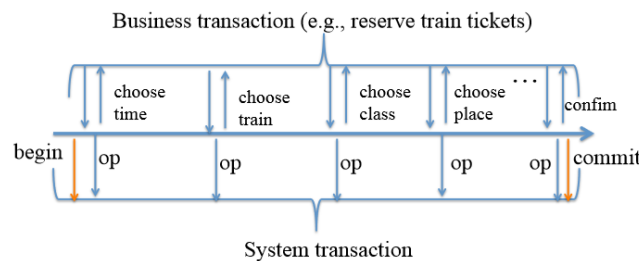 Business transaction (e.g., reserve train tickets)
choose
time
choose
train
choose
class
choose
place
...
confim
begin
op
op
op
op
op
commit
System transaction